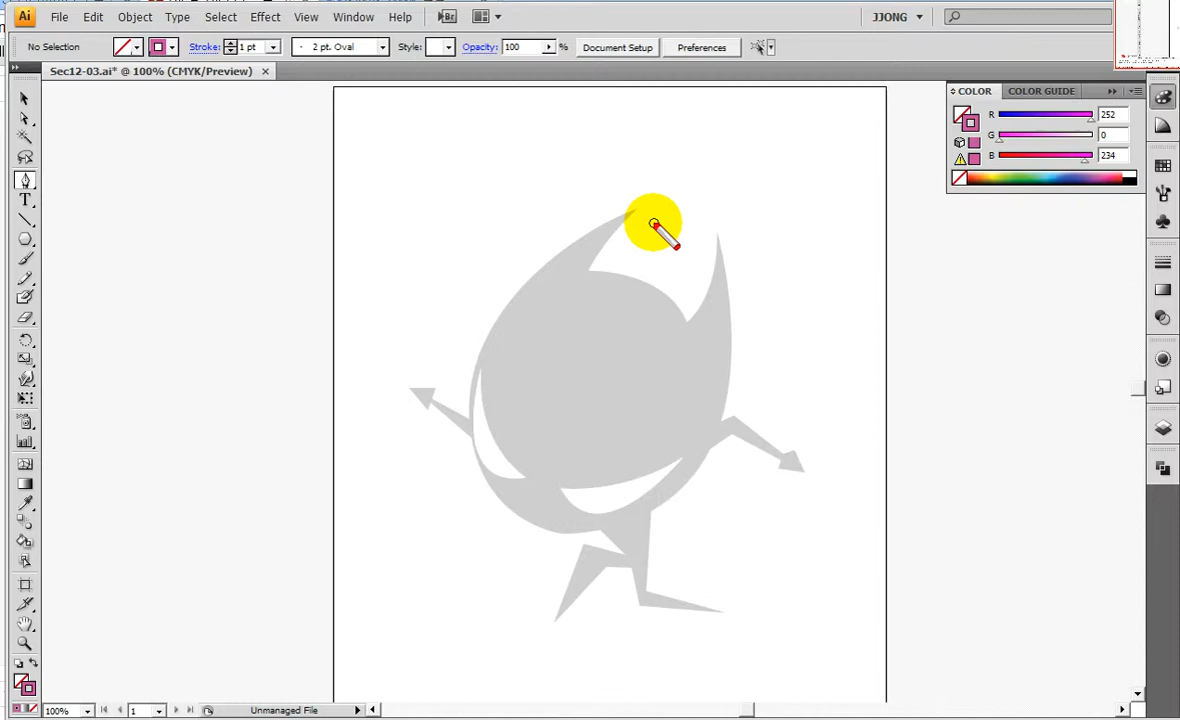 Ai File Edit Object Type Select Effect View Window Help Br JJONG
No Selection Stroke: 1 pt 2 pt. Oval Style: Opacity: 100 % Document Setup Preferences
Sec12-03.ai* @ 100% (CMYK/Preview)
COLOR COLOR GUIDE
R 252
G 0
B 234
T
100% 1 Unmanaged File